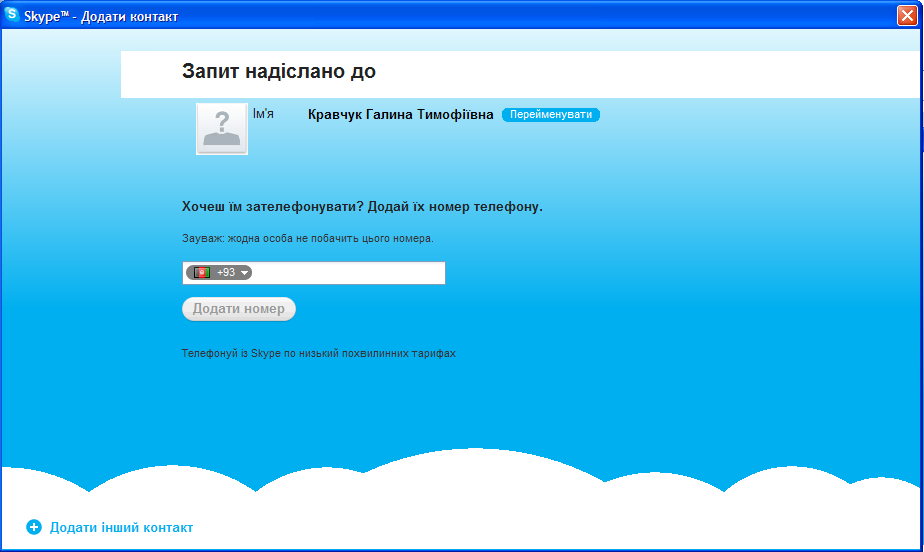 Skype™ - Додати контакт
Запит надіслано до
Ім'я Кравчук Галина Тимофіївна Перейменувати
Хочеш їм зателефонувати? Додай їх номер телефону.
Зауваж: жодна особа не побачить цього номера.
+93
Додати номер
Телефонуй із Skype по низький похвилинних тарифах
Додати інший контакт